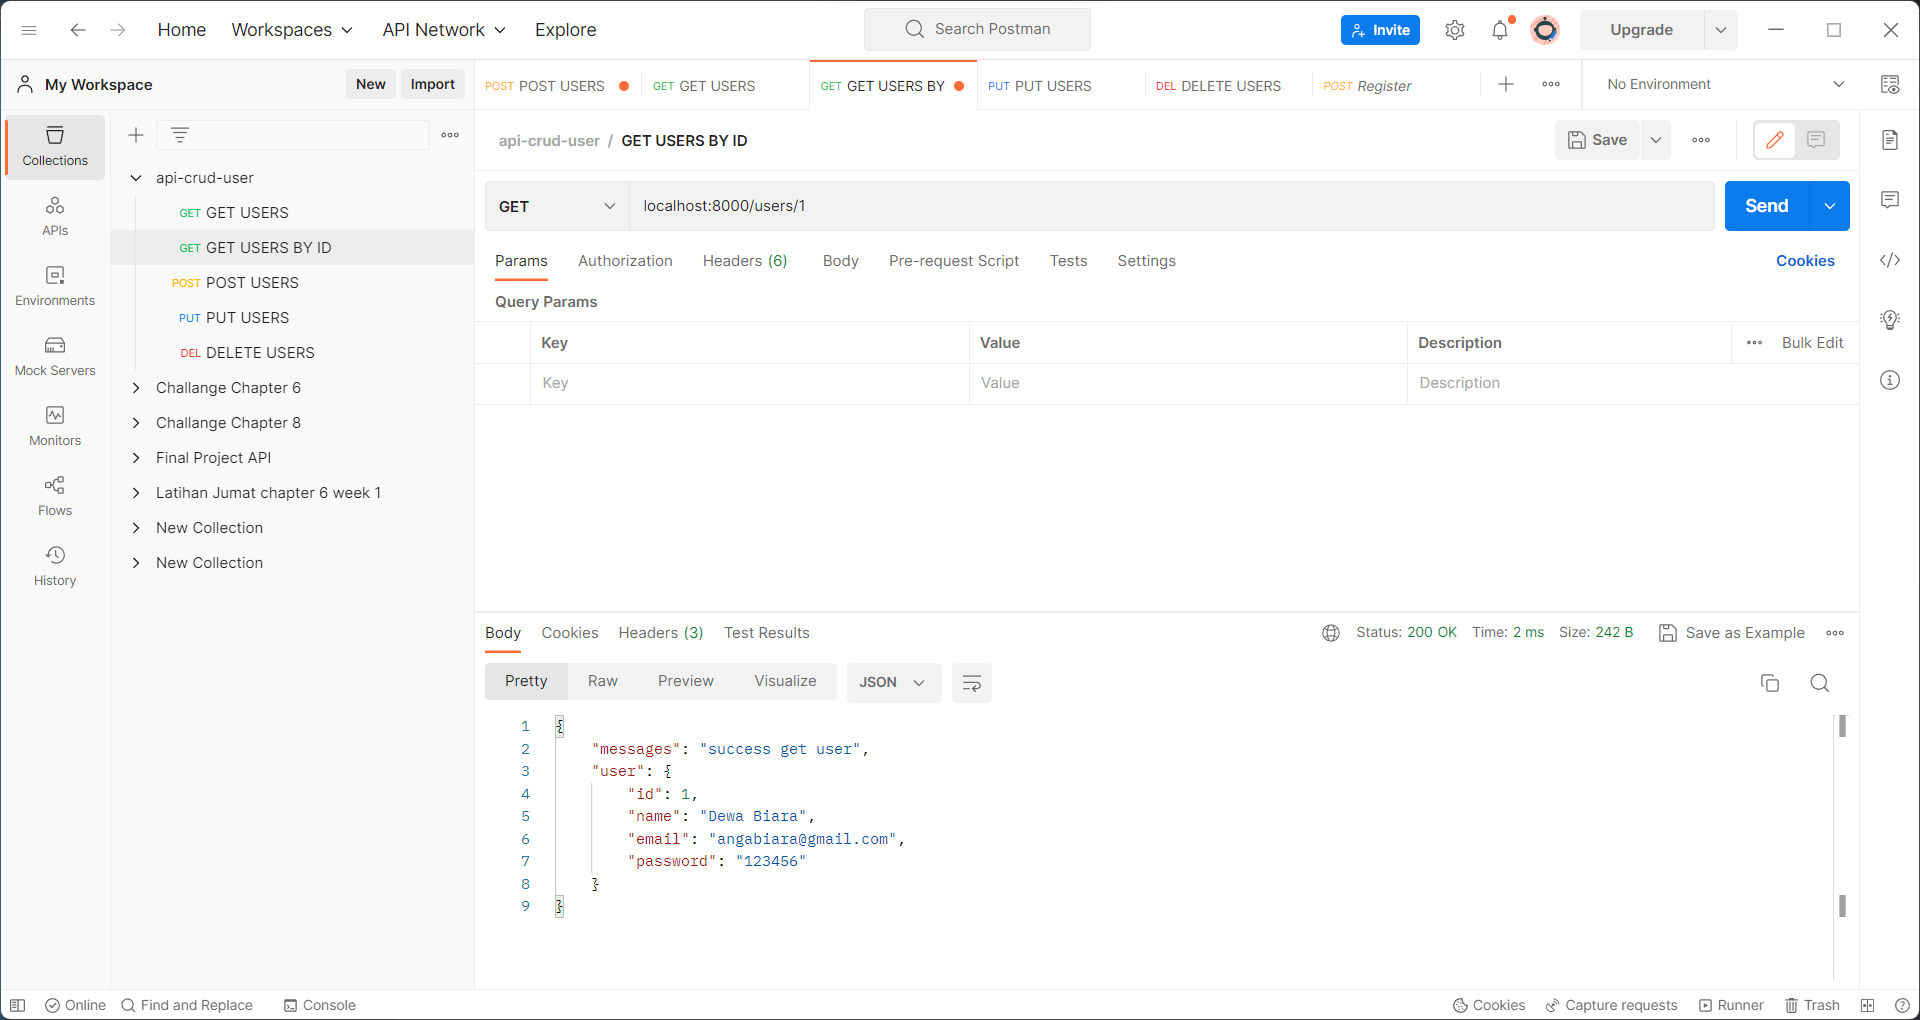 Home Workspaces API Network Explore Search Postman Invite Upgrade
My Workspace New Import POST POST USERS GET GET USERS GET GET USERS BY PUT PUT USERS DEL DELETE USERS POST Register No Environment
Collections
APIs
Environments
Mock Servers
Monitors
Flows
History
api-crud-user
GET GET USERS
GET GET USERS BY ID
POST POST USERS
PUT PUT USERS
DEL DELETE USERS
Challange Chapter 6
Challange Chapter 8
Final Project API
Latihan Jumat chapter 6 week 1
New Collection
New Collection
api-crud-user / GET USERS BY ID Save
GET localhost:8000/users/1 Send
Params Authorization Headers (6) Body Pre-request Script Tests Settings Cookies
Query Params
Key Value Description Bulk Edit
Key Value Description
Body Cookies Headers (3) Test Results Status: 200 OK Time: 2 ms Size: 242 B Save as Example
Pretty Raw Preview Visualize JSON
1 {
2 "messages": "success get user",
3 "user": {
4 "id": 1,
5 "name": "Dewa Biara",
6 "email": "angabiara@gmail.com",
7 "password": "123456"
8 }
9 }
Online Find and Replace Console Cookies Capture requests Runner Trash